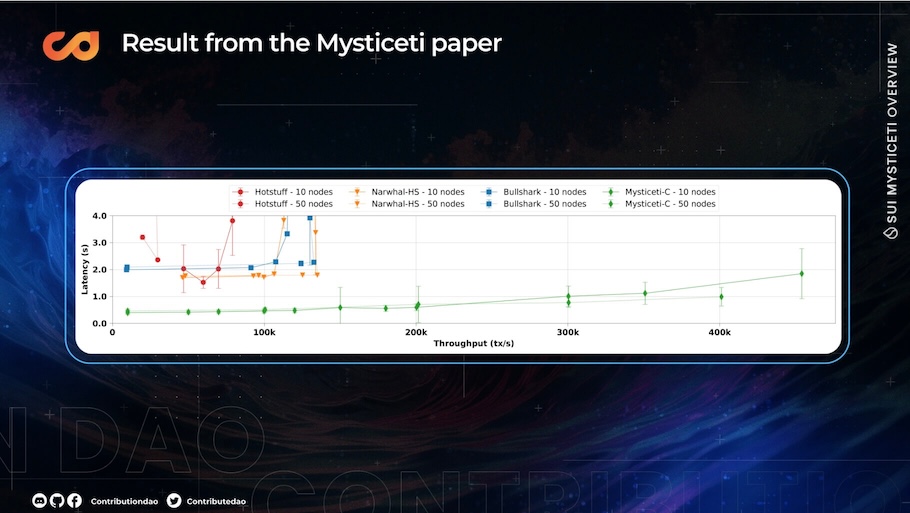 Result from the Mysticeti paper
SUI MYSTICETI OVERVIEW
Hotstuff - 10 nodes
Narwhal-HS - 10 nodes
Bullshark - 10 nodes
Mysticeti-C - 10 nodes
Hotstuff - 50 nodes
Narwhal-HS - 50 nodes
Bullshark - 50 nodes
Mysticeti-C - 50 nodes
Latency (s)
4.0
3.0
2.0
1.0
0.0
0
100k
200k
300k
400k
Throughput (tx/s)
N DAO
CONTRIBUTIO
Contributiondao
Contributedao